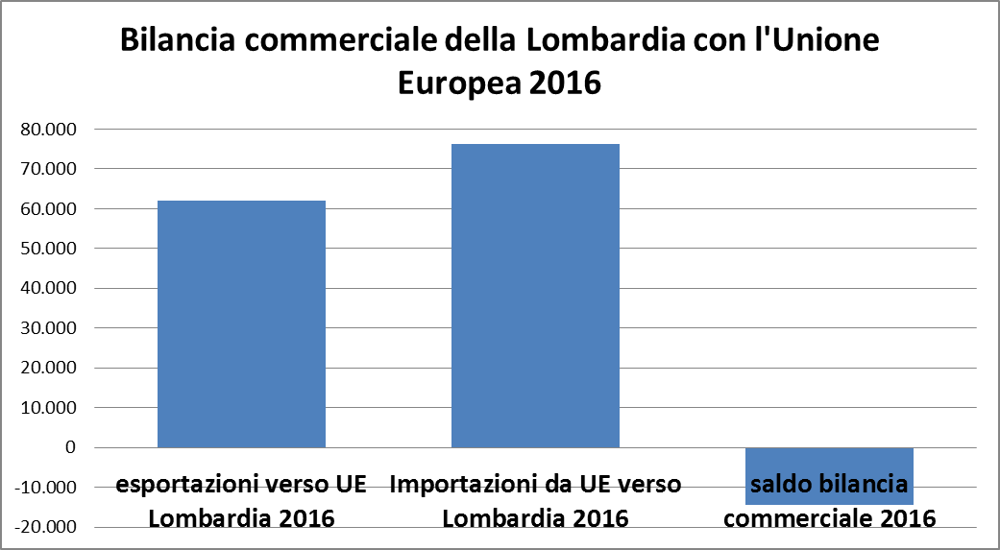 Bilancia commerciale della Lombardia con l'Unione
Europea 2016
80.000
70.000
60.000
50.000
40.000
30.000
20.000
10.000
0
-10.000
-20.000
esportazioni verso UE
Lombardia 2016
Importazioni da UE verso
Lombardia 2016
saldo bilancia
commerciale 2016